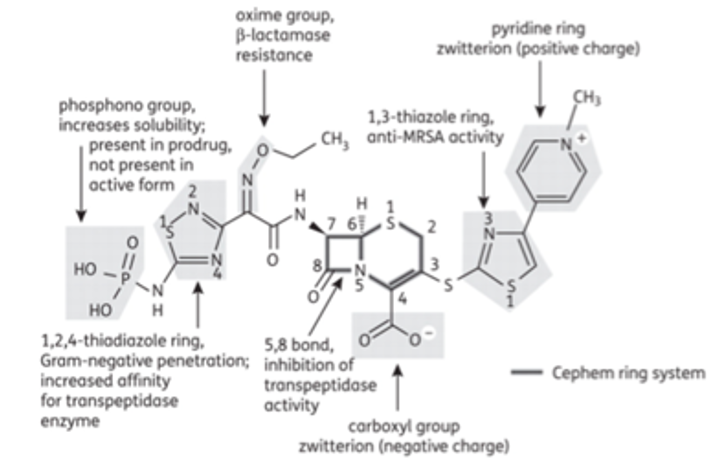 oxime group,
β-lactamase
resistance
pyridine ring
zwitterion (positive charge)
phosphono group,
increases solubility;
present in prodrug,
not present in
active form
1,3-thiazole ring,
anti-MRSA activity
CH3
N +
O CH3
N
2
N
1
S
N
4
H
N
O
H
7 6
1
S
2
3
8
N
5
4
O
S
3
N
S
1
O
HO P
HO
N
H
O O−
1,2,4-thiadiazole ring,
Gram-negative penetration;
increased affinity
for transpeptidase
enzyme
5,8 bond,
inhibition of
transpeptidase
activity
carboxyl group
zwitterion (negative charge)
Cephem ring system